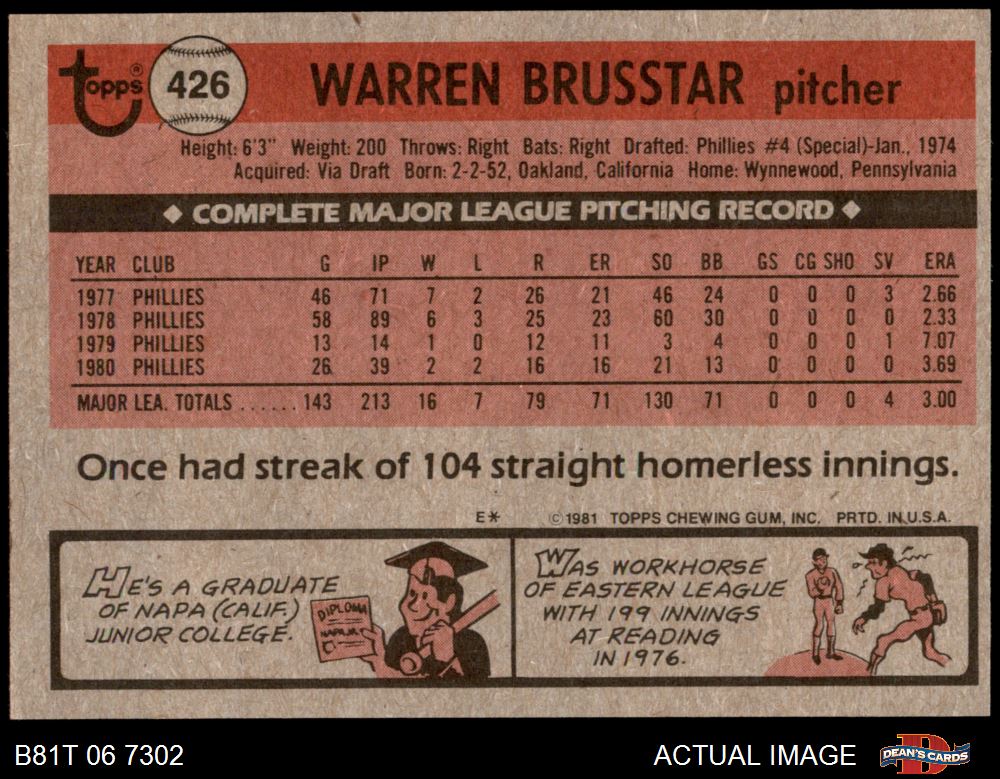 Topps®
426
WARREN BRUSSTAR pitcher
Height: 6'3" Weight: 200 Throws: Right Bats: Right Drafted: Phillies #4 (Special)-Jan., 1974
Acquired: Via Draft Born: 2-2-52, Oakland, California Home: Wynnewood, Pennsylvania
◆ COMPLETE MAJOR LEAGUE PITCHING RECORD ◆
YEAR CLUB G IP W L R ER SO BB GS CG SHO SV ERA
1977 PHILLIES 46 71 7 2 26 21 46 24 0 0 0 3 2.66
1978 PHILLIES 58 89 6 3 25 23 60 30 0 0 0 0 2.33
1979 PHILLIES 13 14 1 0 12 11 3 4 0 0 0 1 7.07
1980 PHILLIES 26 39 2 2 16 16 21 13 0 0 0 0 3.69
MAJOR LEA. TOTALS ...... 143 213 16 7 79 71 130 71 0 0 0 4 3.00
Once had streak of 104 straight homerless innings.
E* ©1981 TOPPS CHEWING GUM, INC. PRTD. IN U.S.A.
HE'S A GRADUATE
OF NAPA (CALIF.)
JUNIOR COLLEGE.
DIPLOMA
NAPA JR.
WAS WORKHORSE
OF EASTERN LEAGUE
WITH 199 INNINGS
AT READING
IN 1976.
B81T 06 7302
ACTUAL IMAGE
DEAN'S CARDS